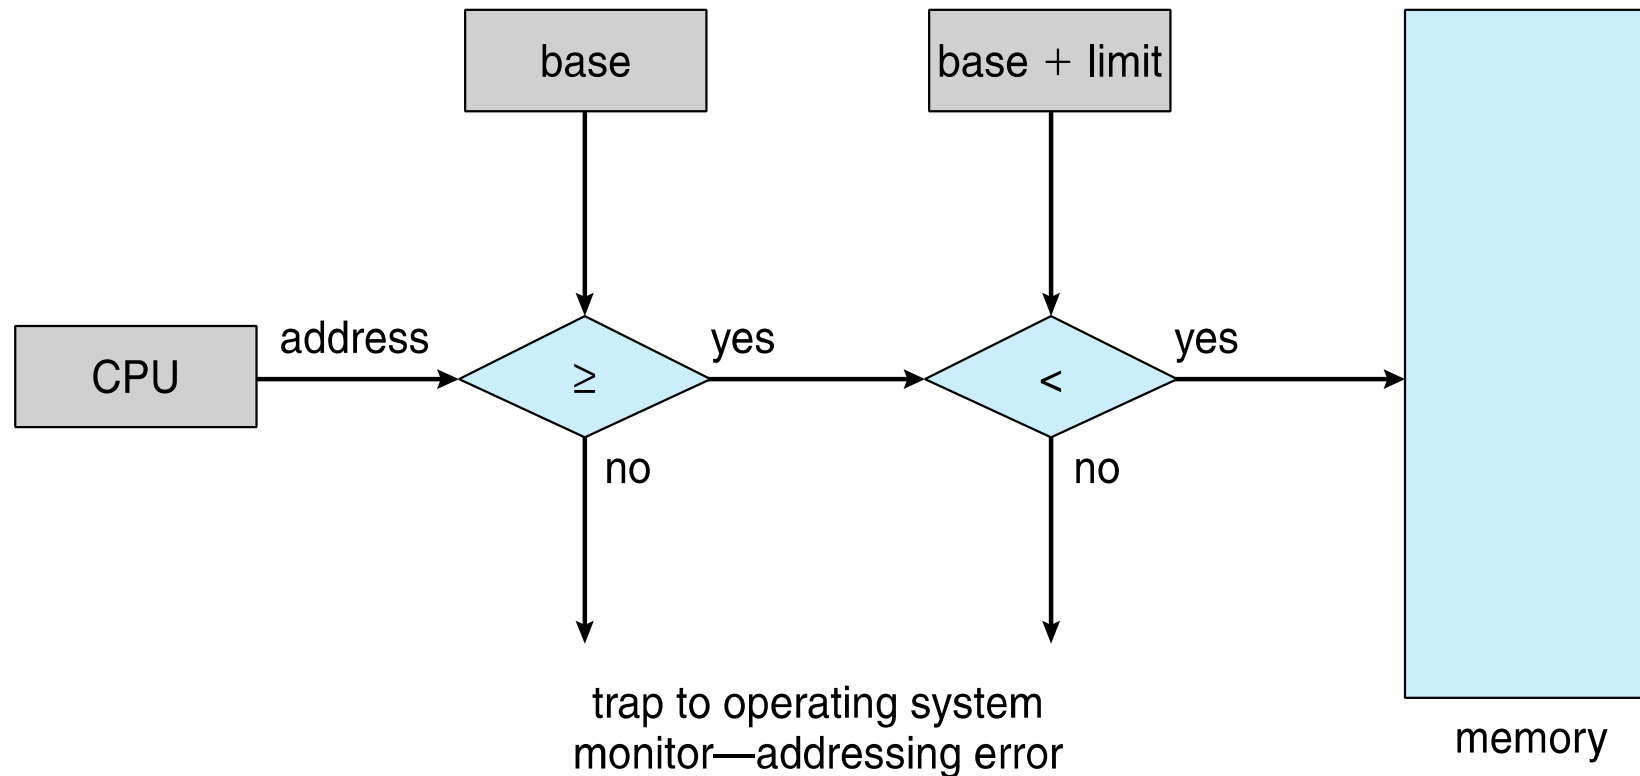 base
base + limit
CPU
address
≥
yes
<
yes
no
no
trap to operating system
monitor—addressing error
memory